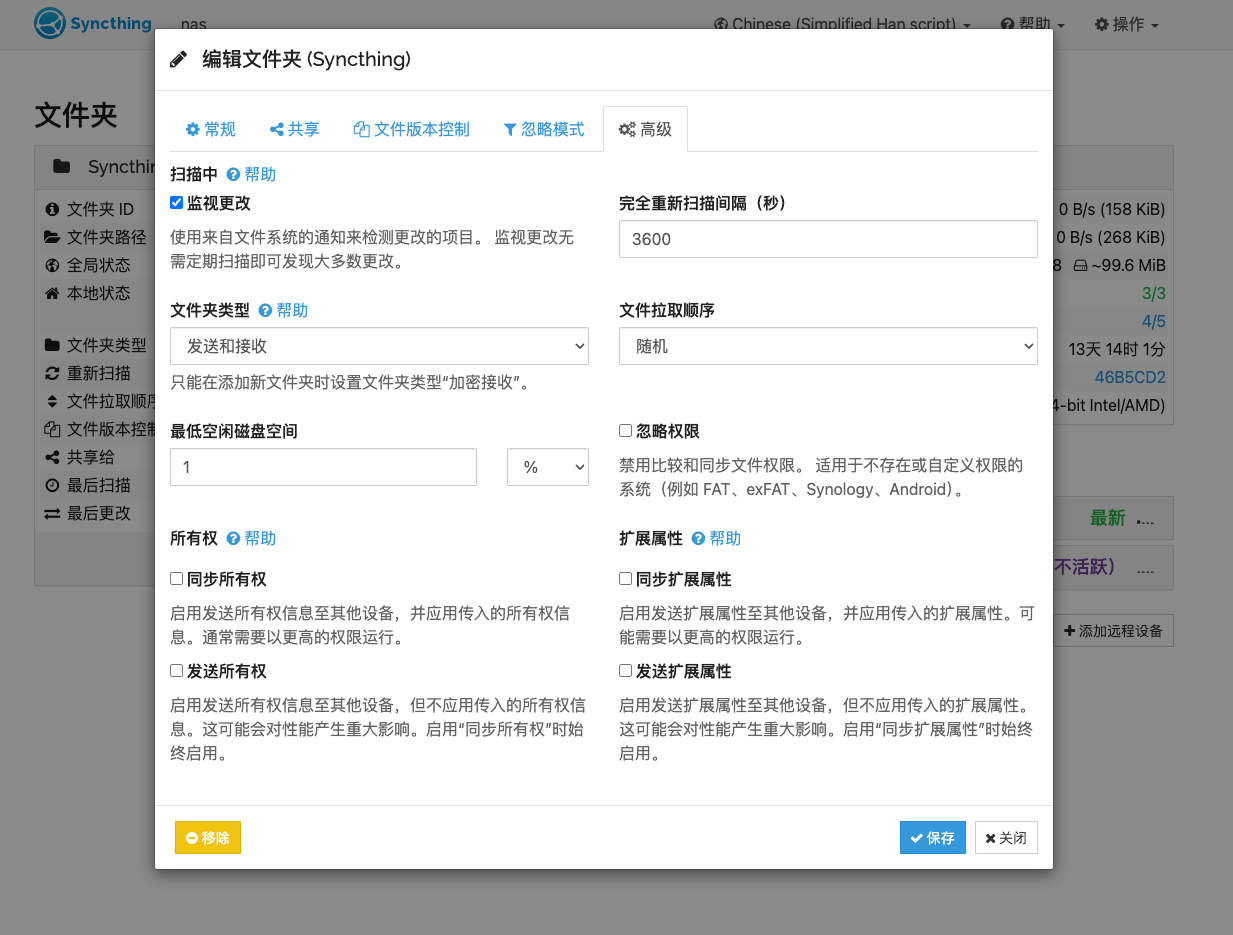 Syncthing
nas
Chinese (Simplified Han script)
帮助
操作
编辑文件夹 (Syncthing)
常规
共享
文件版本控制
忽略模式
高级
扫描中 帮助
监视更改
使用来自文件系统的通知来检测更改的项目。 监视更改无
需定期扫描即可发现大多数更改。
完全重新扫描间隔（秒）
3600
文件夹类型 帮助
发送和接收
只能在添加新文件夹时设置文件夹类型“加密接收”。
文件拉取顺序
随机
最低空闲磁盘空间
1
%
忽略权限
禁用比较和同步文件权限。 适用于不存在或自定义权限的
系统（例如 FAT、exFAT、Synology、Android）。
所有权 帮助
同步所有权
启用发送所有权信息至其他设备，并应用传入的所有权信
息。通常需要以更高的权限运行。
发送所有权
启用发送所有权信息至其他设备，但不应用传入的所有权信
息。这可能会对性能产生重大影响。启用“同步所有权”时始
终启用。
扩展属性 帮助
同步扩展属性
启用发送扩展属性至其他设备，并应用传入的扩展属性。可
能需要以更高的权限运行。
发送扩展属性
启用发送扩展属性至其他设备，但不应用传入的扩展属性。
这可能会对性能产生重大影响。启用“同步扩展属性”时始终
启用。
移除
保存
关闭
文件夹
文件夹 ID
文件夹路径
全局状态
本地状态
文件夹类型
重新扫描
文件拉取顺
文件版本控制
共享给
最后扫描
最后更改
0 B/s (158 KiB)
0 B/s (268 KiB)
8 ~99.6 MiB
3/3
4/5
13天 14时 1分
46B5CD2
4-bit Intel/AMD)
最新
不活跃）
添加远程设备